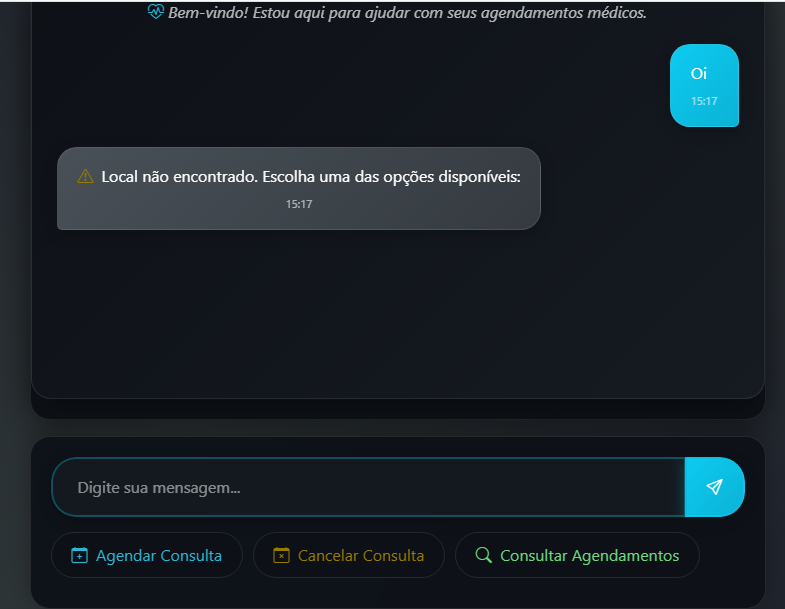 Bem-vindo! Estou aqui para ajudar com seus agendamentos médicos.
Oi
15:17
Local não encontrado. Escolha uma das opções disponíveis:
15:17
Digite sua mensagem...
Agendar Consulta
Cancelar Consulta
Consultar Agendamentos